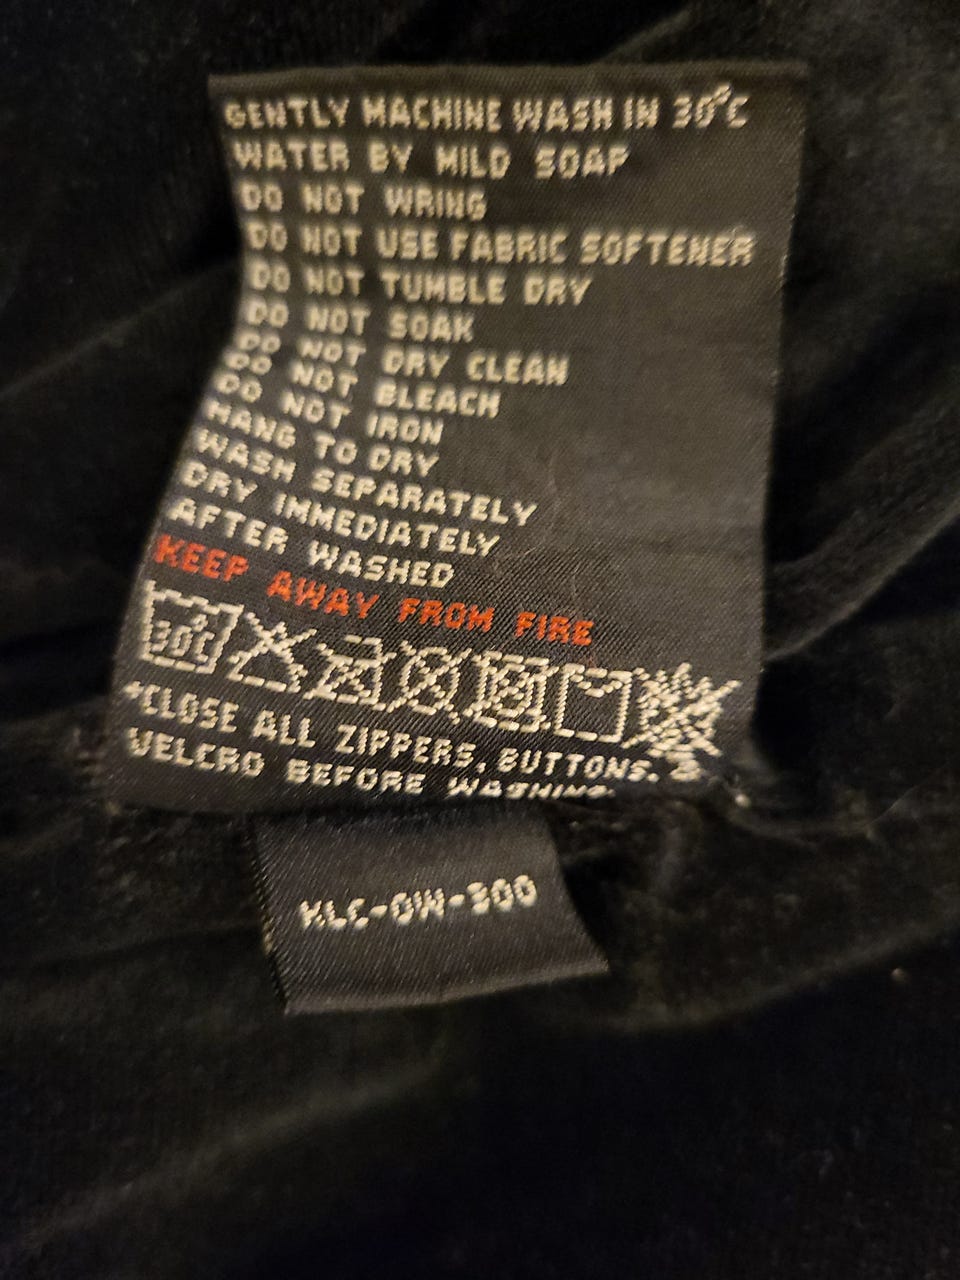 GENTLY MACHINE WASH IN 30°C
WATER BY MILD SOAP
DO NOT WRING
DO NOT USE FABRIC SOFTENER
DO NOT TUMBLE DRY
DO NOT SOAK
DO NOT DRY CLEAN
DO NOT BLEACH
DO NOT IRON
HANG TO DRY
WASH SEPARATELY
DRY IMMEDIATELY
AFTER WASHED
KEEP AWAY FROM FIRE
30°C
*CLOSE ALL ZIPPERS, BUTTONS, &
VELCRO BEFORE WASHING.
KLC-OW-300